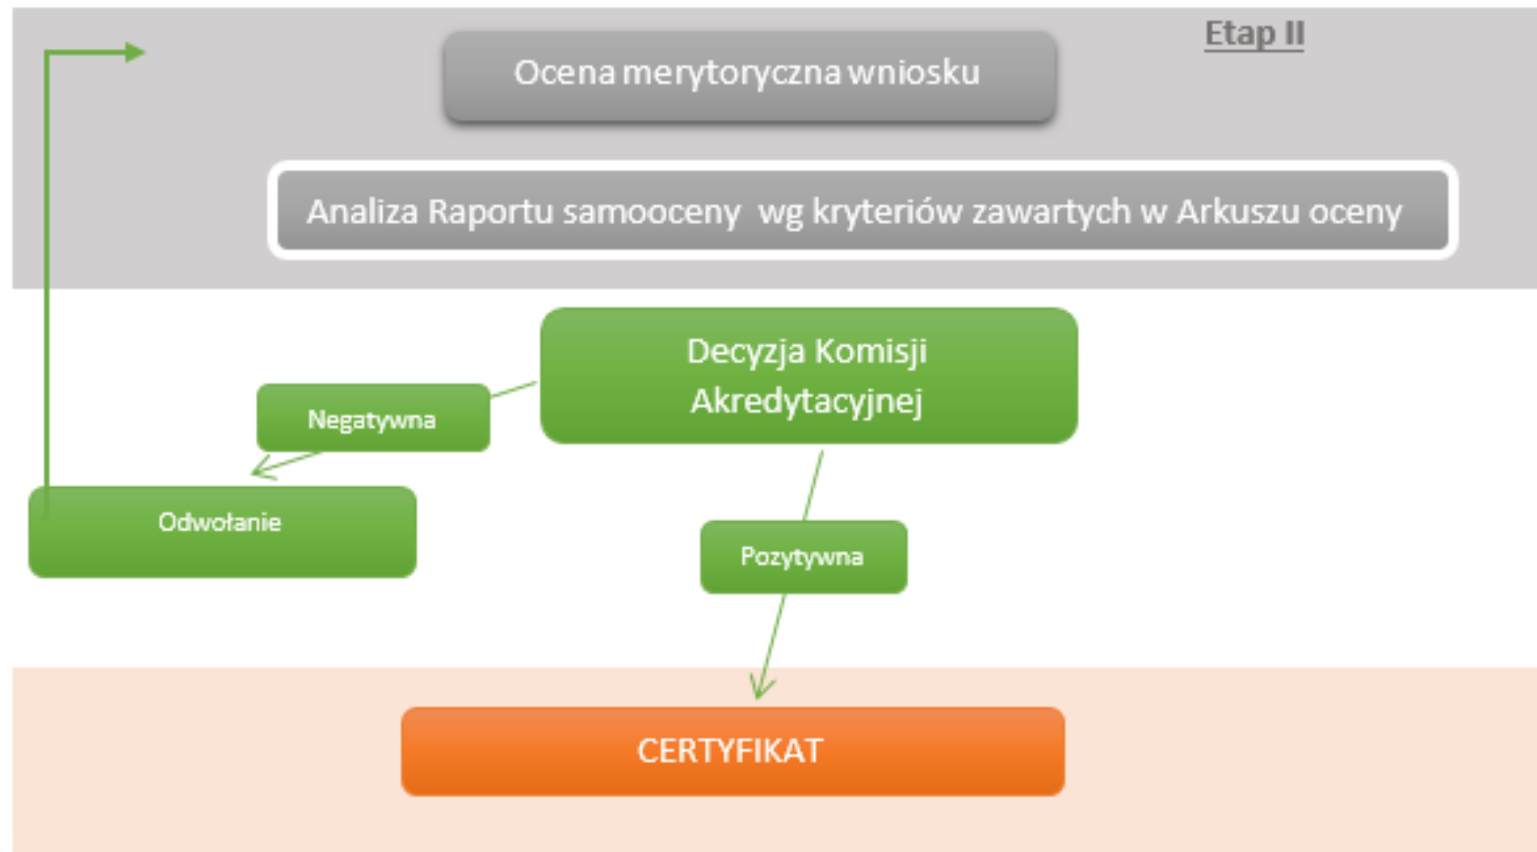 Etap II
Ocena merytoryczna wniosku
Analiza Raportu samooceny wg kryteriów zawartych w Arkuszu oceny
Decyzja Komisji
Akredytacyjnej
Negatywna
Odwołanie
Pozytywna
CERTYFIKAT